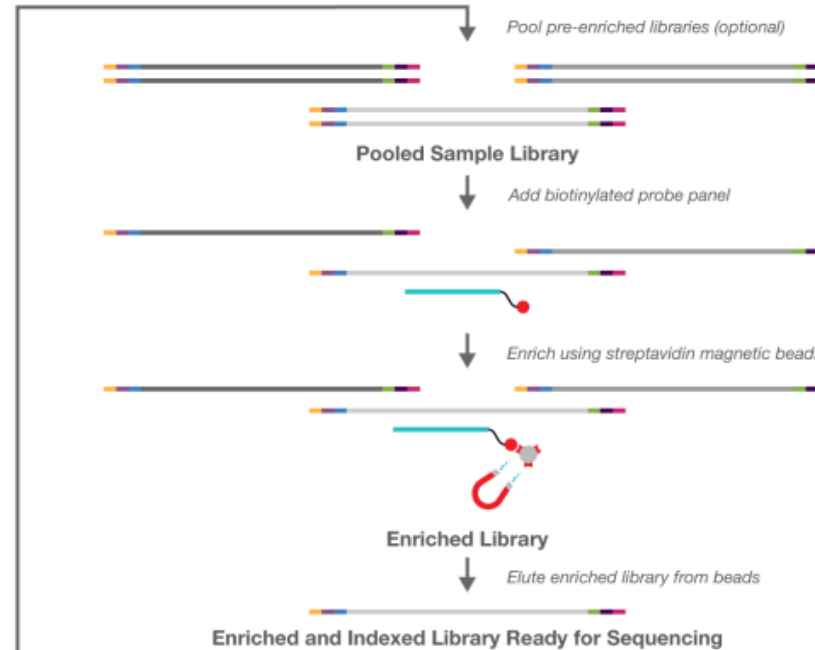 Pool pre-enriched libraries (optional)
Pooled Sample Library
Add biotinylated probe panel
Enrich using streptavidin magnetic beads
Enriched Library
Elute enriched library from beads
Enriched and Indexed Library Ready for Sequencing